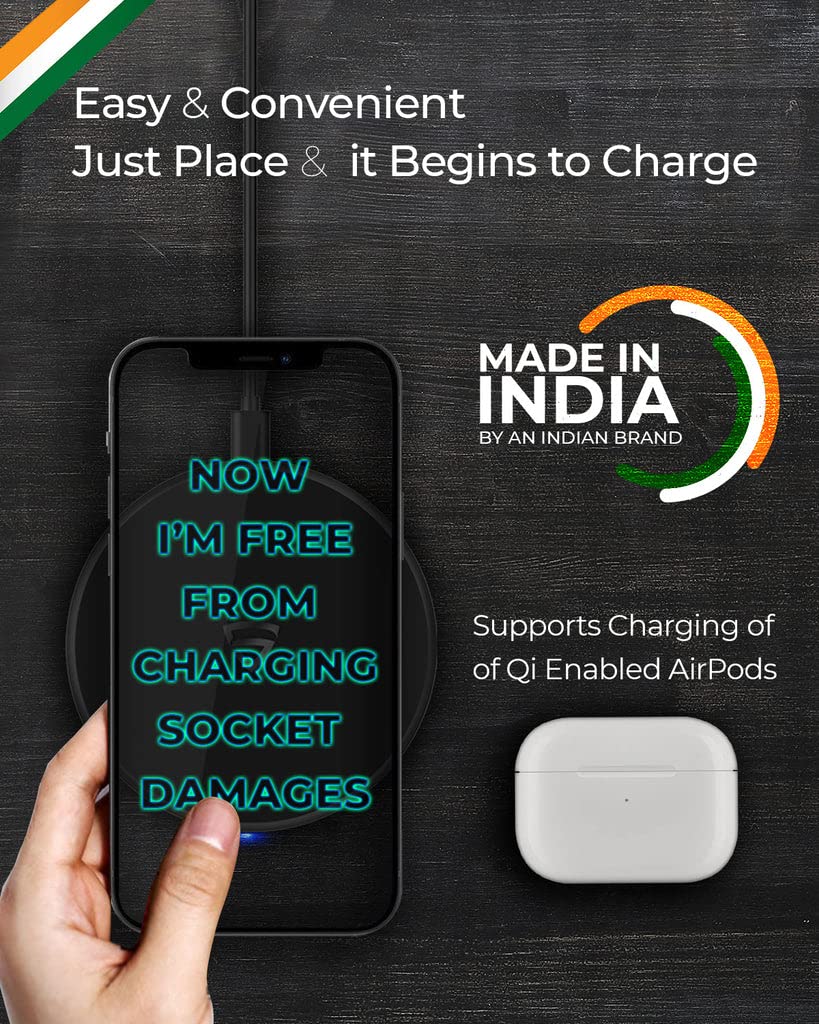 Easy & Convenient
Just Place & it Begins to Charge
MADE IN
INDIA
BY AN INDIAN BRAND
NOW
I'M FREE
FROM
CHARGING
SOCKET
DAMAGES
Supports Charging of
of Qi Enabled AirPods